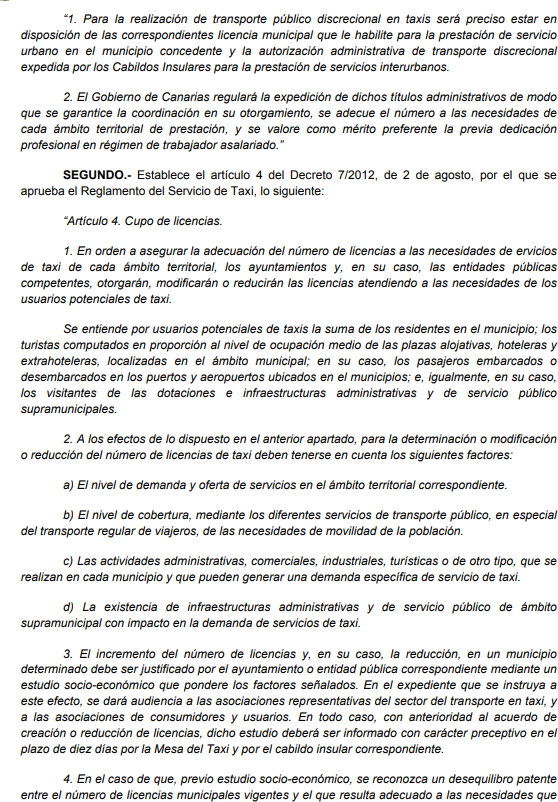 “1. Para la realización de transporte público discrecional en taxis será preciso estar en
disposición de las correspondientes licencia municipal que le habilite para la prestación de servicio
urbano en el municipio concedente y la autorización administrativa de transporte discrecional
expedida por los Cabildos Insulares para la prestación de servicios interurbanos.
2. El Gobierno de Canarias regulará la expedición de dichos títulos administrativos de modo
que se garantice la coordinación en su otorgamiento, se adecue el número a las necesidades de
cada ámbito territorial de prestación, y se valore como mérito preferente la previa dedicación
profesional en régimen de trabajador asalariado.”
SEGUNDO.- Establece el artículo 4 del Decreto 7/2012, de 2 de agosto, por el que se
aprueba el Reglamento del Servicio de Taxi, lo siguiente:
“Artículo 4. Cupo de licencias.
1. En orden a asegurar la adecuación del número de licencias a las necesidades de ervicios
de taxi de cada ámbito territorial, los ayuntamientos y, en su caso, las entidades públicas
competentes, otorgarán, modificarán o reducirán las licencias atendiendo a las necesidades de los
usuarios potenciales de taxi.
Se entiende por usuarios potenciales de taxis la suma de los residentes en el municipio; los
turistas computados en proporción al nivel de ocupación medio de las plazas alojativas, hoteleras y
extrahoteleras, localizadas en el ámbito municipal; en su caso, los pasajeros embarcados o
desembarcados en los puertos y aeropuertos ubicados en el municipios; e, igualmente, en su caso,
los visitantes de las dotaciones e infraestructuras administrativas y de servicio público
supramunicipales.
2. A los efectos de lo dispuesto en el anterior apartado, para la determinación o modificación
o reducción del número de licencias de taxi deben tenerse en cuenta los siguientes factores:
a) El nivel de demanda y oferta de servicios en el ámbito territorial correspondiente.
b) El nivel de cobertura, mediante los diferentes servicios de transporte público, en especial
del transporte regular de viajeros, de las necesidades de movilidad de la población.
c) Las actividades administrativas, comerciales, industriales, turísticas o de otro tipo, que se
realizan en cada municipio y que pueden generar una demanda específica de servicio de taxi.
d) La existencia de infraestructuras administrativas y de servicio público de ámbito
supramunicipal con impacto en la demanda de servicios de taxi.
3. El incremento del número de licencias y, en su caso, la reducción, en un municipio
determinado debe ser justificado por el ayuntamiento o entidad pública correspondiente mediante un
estudio socio-económico que pondere los factores señalados. En el expediente que se instruya a
este efecto, se dará audiencia a las asociaciones representativas del sector del transporte en taxi, y
a las asociaciones de consumidores y usuarios. En todo caso, con anterioridad al acuerdo de
creación o reducción de licencias, dicho estudio deberá ser informado con carácter preceptivo en el
plazo de diez días por la Mesa del Taxi y por el cabildo insular correspondiente.
4. En el caso de que, previo estudio socio-económico, se reconozca un desequilibro patente
entre el número de licencias municipales vigentes y el que resulta adecuado a las necesidades que